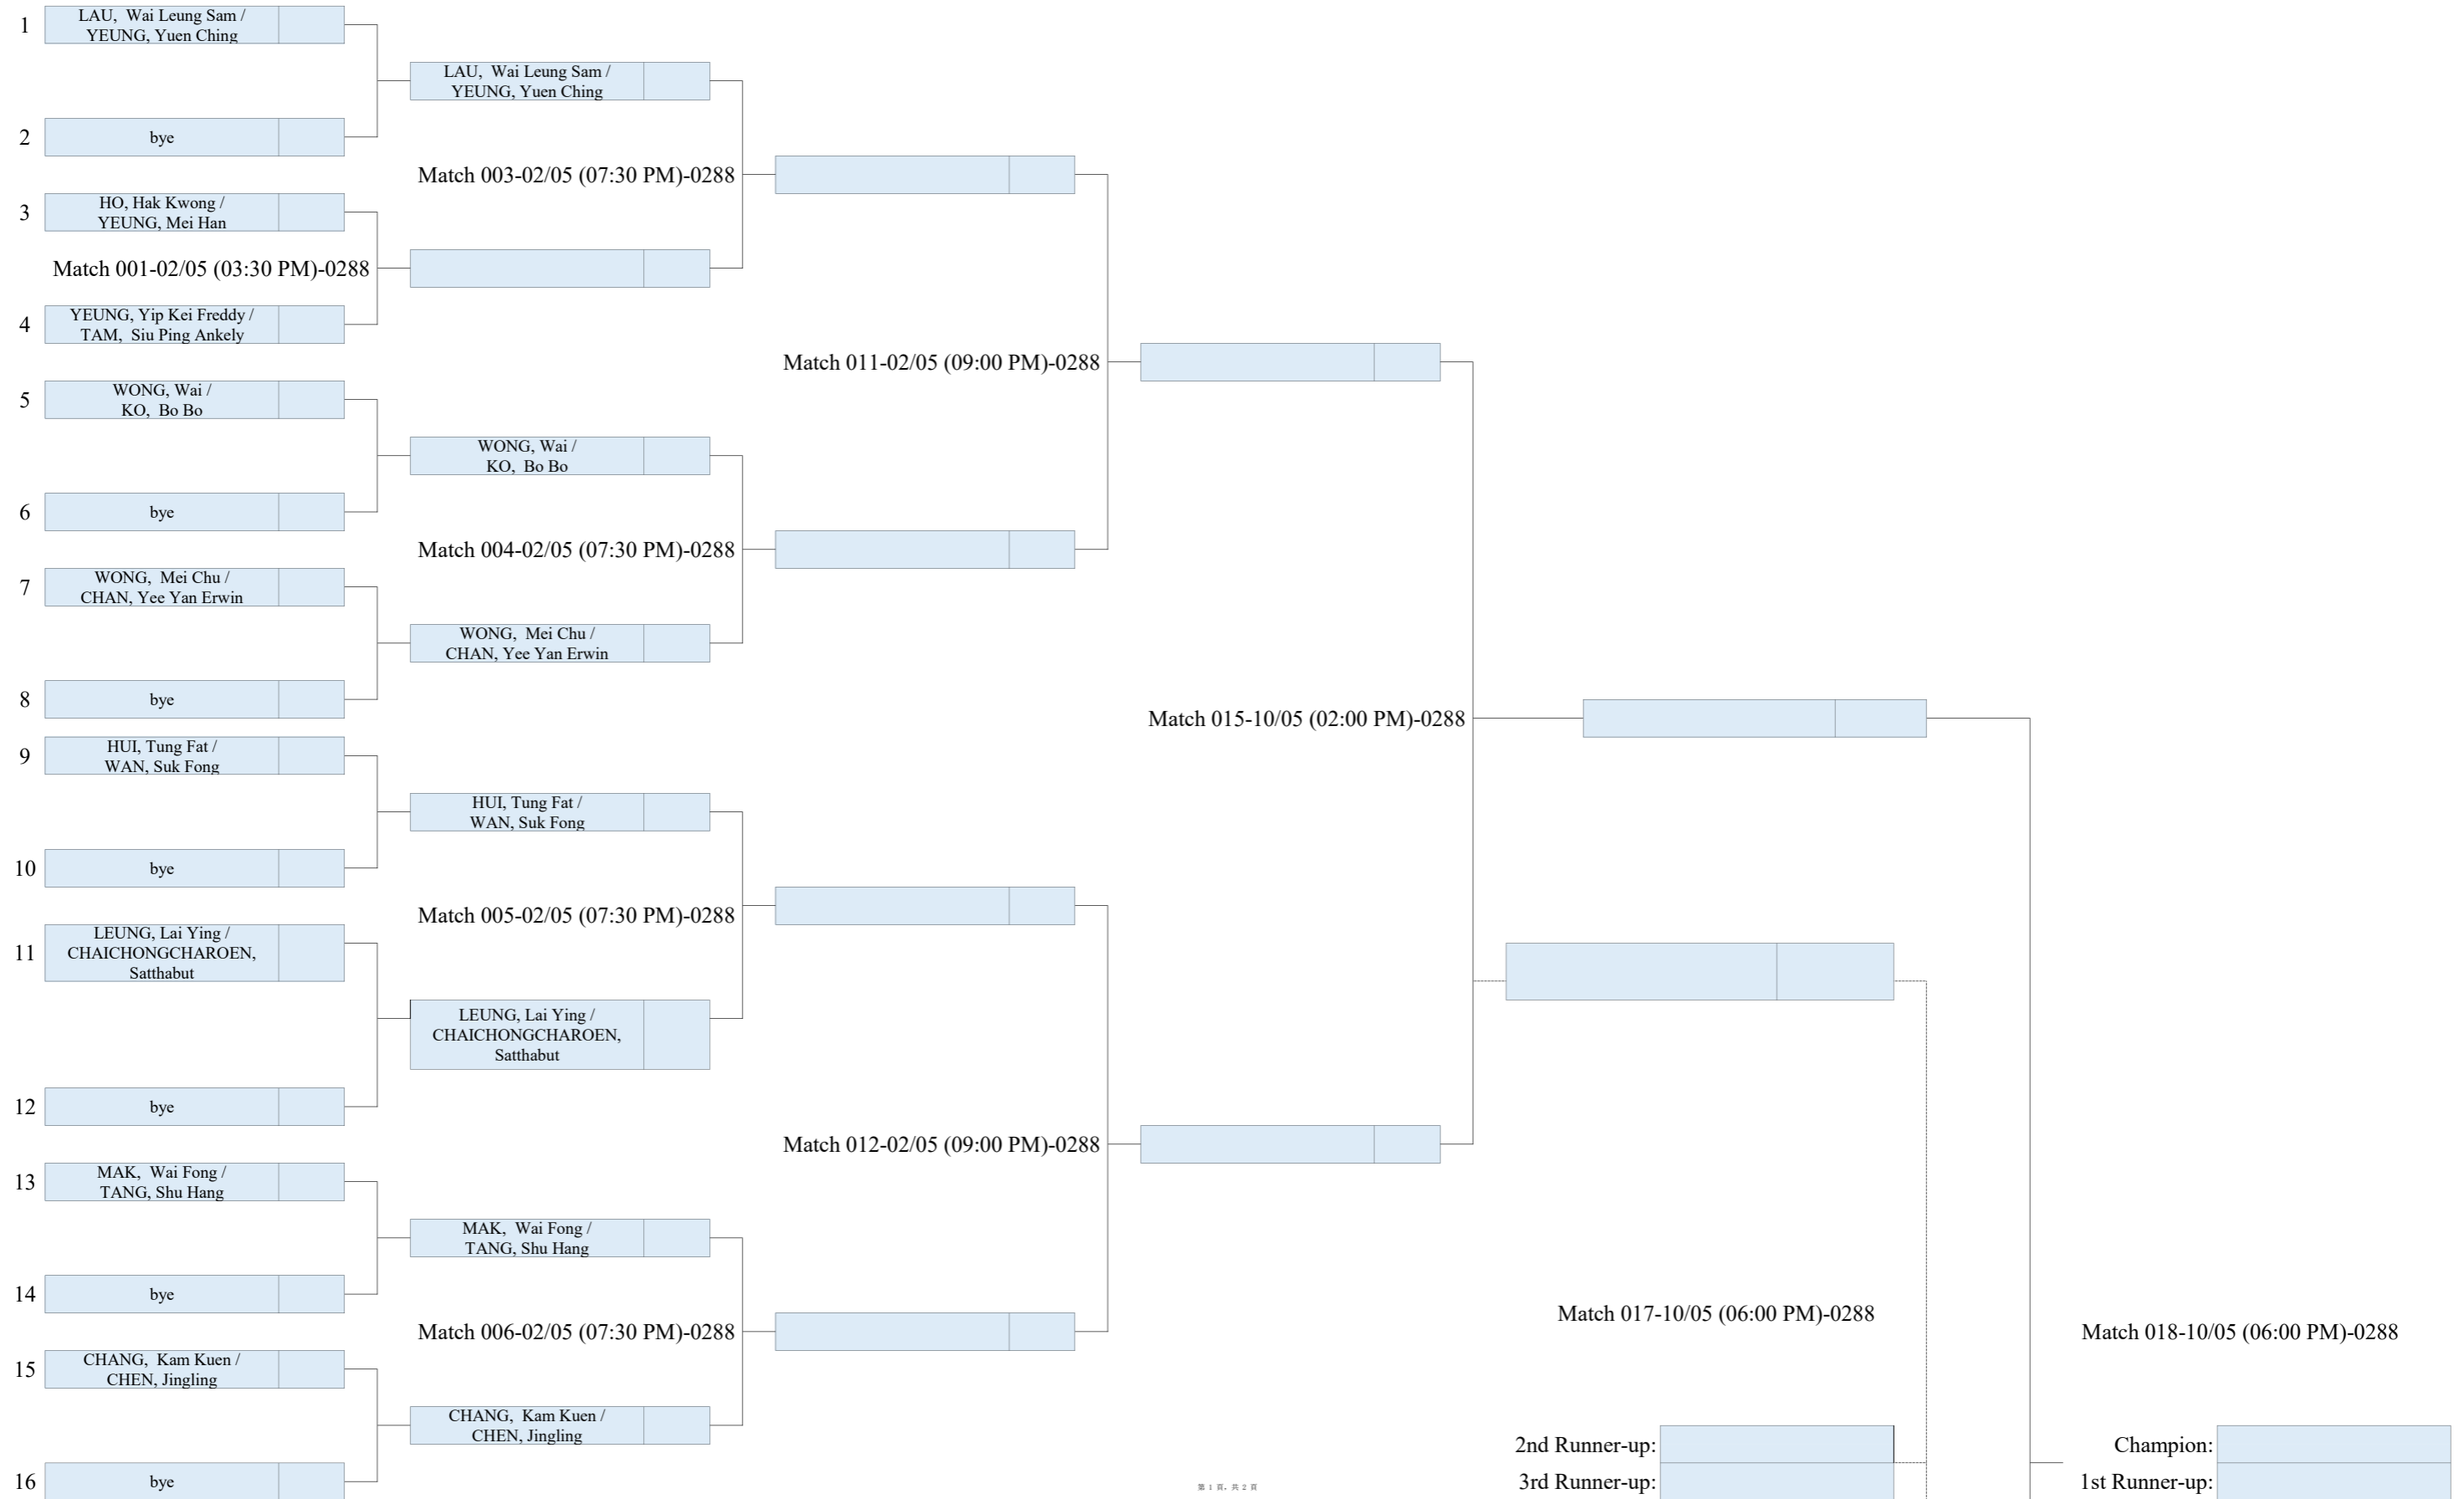 1
LAU,  Wai Leung Sam /
YEUNG, Yuen Ching
LAU,  Wai Leung Sam /
YEUNG, Yuen Ching
2
bye
Match 003-02/05 (07:30 PM)-0288
3
HO, Hak Kwong /
YEUNG, Mei Han
Match 001-02/05 (03:30 PM)-0288
4
YEUNG, Yip Kei Freddy /
TAM,  Siu Ping Ankely
Match 011-02/05 (09:00 PM)-0288
5
WONG, Wai /
KO,  Bo Bo
WONG, Wai /
KO,  Bo Bo
6
bye
Match 004-02/05 (07:30 PM)-0288
7
WONG,  Mei Chu /
CHAN, Yee Yan Erwin
WONG,  Mei Chu /
CHAN, Yee Yan Erwin
8
bye
Match 015-10/05 (02:00 PM)-0288
9
HUI, Tung Fat /
WAN, Suk Fong
HUI, Tung Fat /
WAN, Suk Fong
10
bye
Match 005-02/05 (07:30 PM)-0288
11
LEUNG, Lai Ying /
CHAICHONGCHAROEN,
Satthabut
LEUNG, Lai Ying /
CHAICHONGCHAROEN,
Satthabut
12
bye
Match 012-02/05 (09:00 PM)-0288
13
MAK,  Wai Fong /
TANG, Shu Hang
MAK,  Wai Fong /
TANG, Shu Hang
14
bye
Match 006-02/05 (07:30 PM)-0288
Match 017-10/05 (06:00 PM)-0288
Match 018-10/05 (06:00 PM)-0288
15
CHANG,  Kam Kuen /
CHEN, Jingling
CHANG,  Kam Kuen /
CHEN, Jingling
2nd Runner-up:
Champion:
16
bye
3rd Runner-up:
1st Runner-up:
第 1 頁，共 2 頁